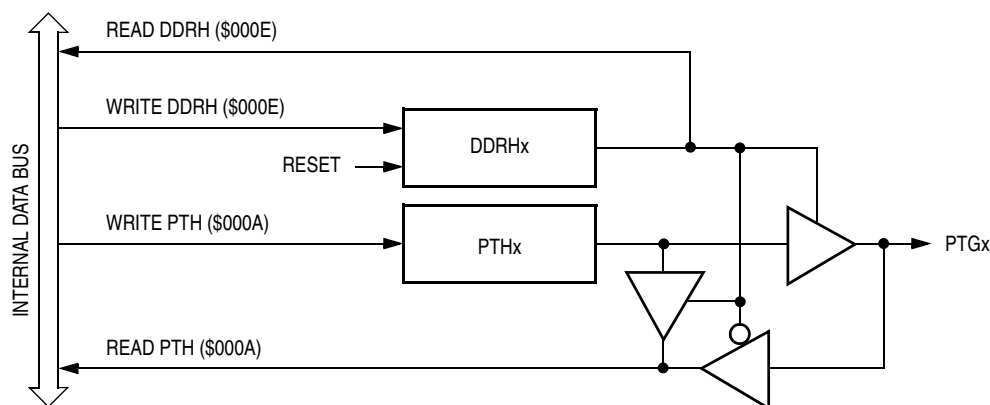 READ DDRH ($000E)
WRITE DDRH ($000E)
DDRHx
RESET
INTERNAL DATA BUS
WRITE PTH ($000A)
PTHx
PTGx
READ PTH ($000A)